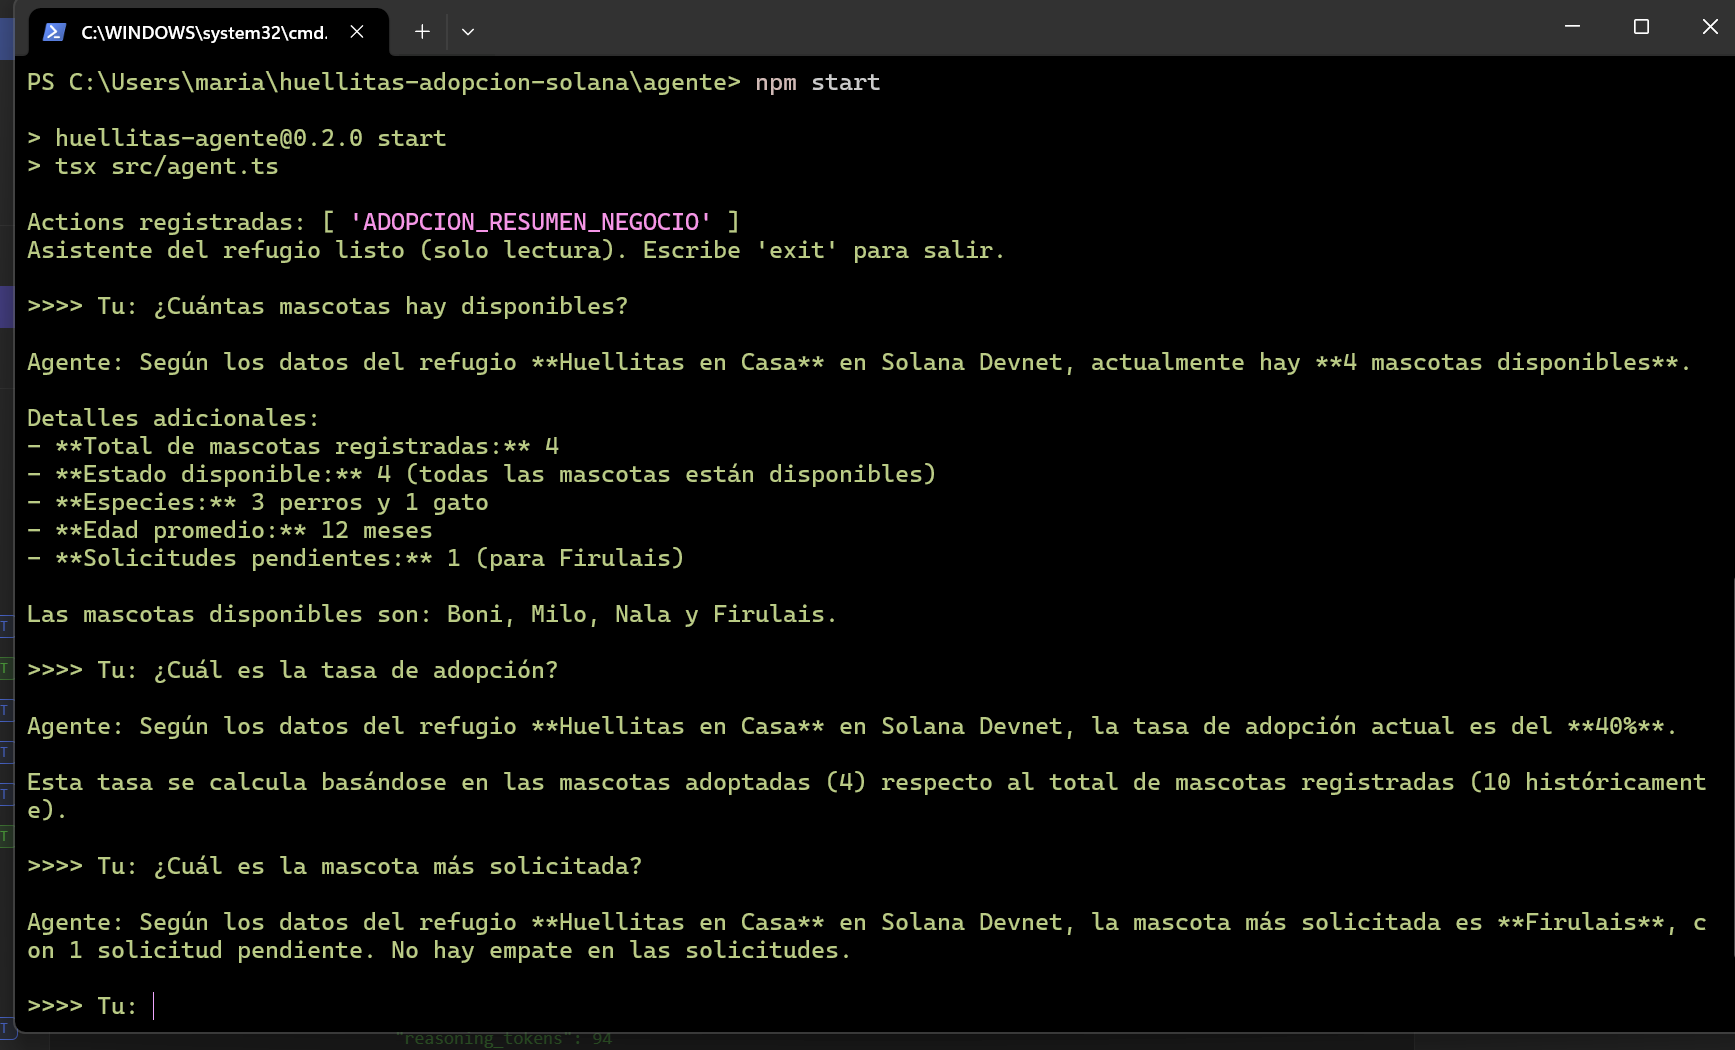 C:\WINDOWS\system32\cmd.
PS C:\Users\maria\huellitas-adopcion-solana\agente> npm start
> huellitas-agente@0.2.0 start
> tsx src/agent.ts
Actions registradas: [ 'ADOPCION_RESUMEN_NEGOCIO' ]
Asistente del refugio listo (solo lectura). Escribe 'exit' para salir.
>>>> Tu: ¿Cuántas mascotas hay disponibles?
Agente: Según los datos del refugio **Huellitas en Casa** en Solana Devnet, actualmente hay **4 mascotas disponibles**.
Detalles adicionales:
- **Total de mascotas registradas:** 4
- **Estado disponible:** 4 (todas las mascotas están disponibles)
- **Especies:** 3 perros y 1 gato
- **Edad promedio:** 12 meses
- **Solicitudes pendientes:** 1 (para Firulais)
Las mascotas disponibles son: Boni, Milo, Nala y Firulais.
>>>> Tu: ¿Cuál es la tasa de adopción?
Agente: Según los datos del refugio **Huellitas en Casa** en Solana Devnet, la tasa de adopción actual es del **40%**.
Esta tasa se calcula basándose en las mascotas adoptadas (4) respecto al total de mascotas registradas (10 históricament
e).
>>>> Tu: ¿Cuál es la mascota más solicitada?
Agente: Según los datos del refugio **Huellitas en Casa** en Solana Devnet, la mascota más solicitada es **Firulais**, c
on 1 solicitud pendiente. No hay empate en las solicitudes.
>>>> Tu:
"reasoning_tokens": 94